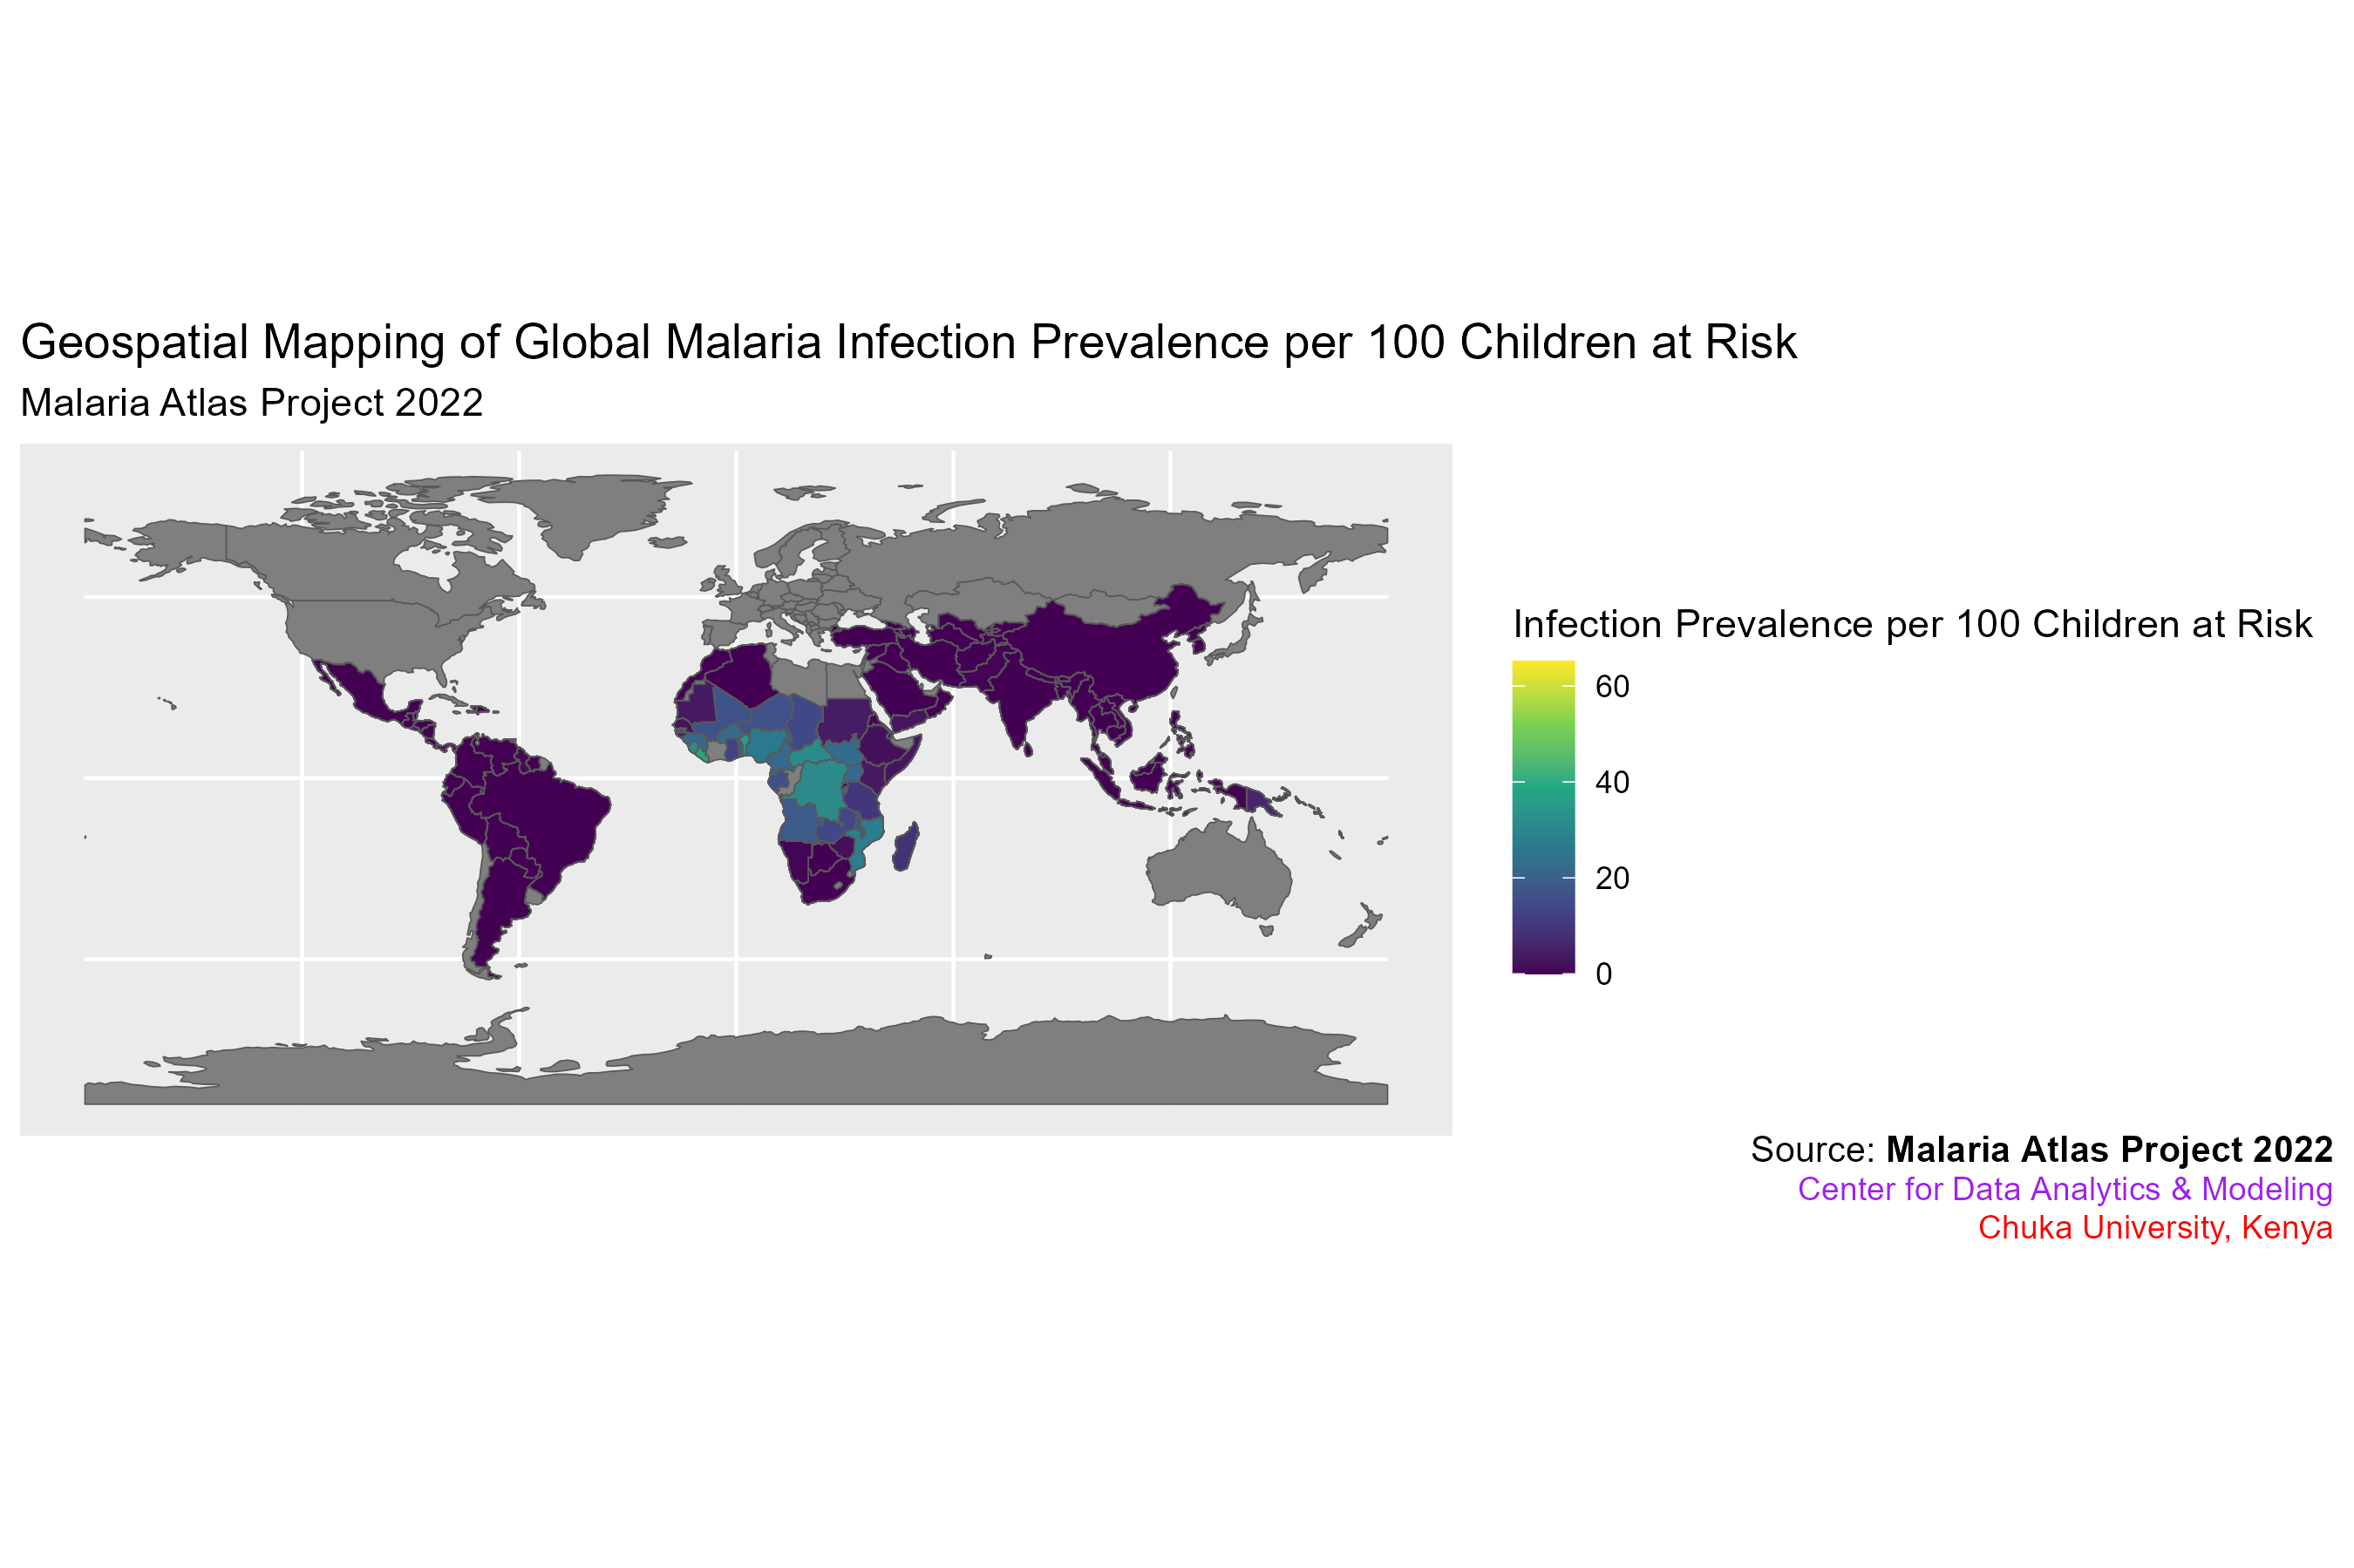 Geospatial Mapping of Global Malaria Infection Prevalence per 100 Children at Risk
Malaria Atlas Project 2022
Infection Prevalence per 100 Children at Risk
60
40
20
0
Source: Malaria Atlas Project 2022
Center for Data Analytics & Modeling
Chuka University, Kenya